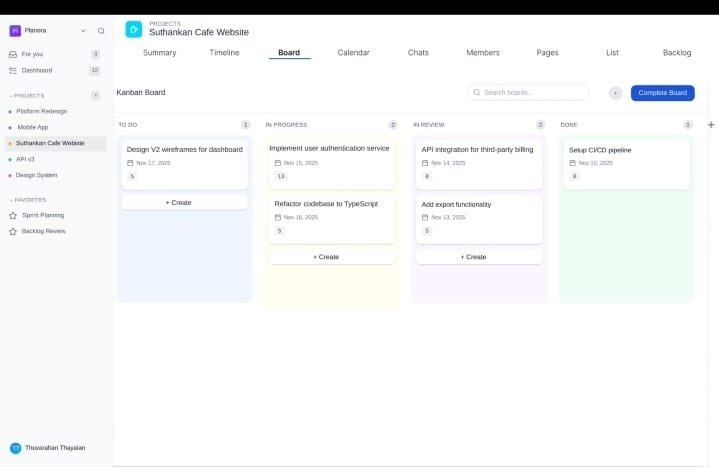 Planora
For you
3
Dashboard
12
PROJECTS
+
Platform Redesign
Mobile App
Suthankan Cafe Webiste
API v3
Design System
FAVORITES
Sprint Planning
Backlog Review
TT Thuvarahan Thayalan
PROJECTS
Suthankan Cafe Website
Summary Timeline Board Calendar Chats Members Pages List Backlog
Kanban Board
Search boards...
Complete Board
TO DO 1
Design V2 wireframes for dashboard
Nov 17, 2025
5
+ Create
IN PROGRESS 2
Implement user authentication service
Nov 15, 2025
13
Refactor codebase to TypeScript
Nov 16, 2025
5
+ Create
IN REVIEW 2
API integration for third-party billing
Nov 14, 2025
8
Add export functionality
Nov 13, 2025
5
+ Create
DONE 1
Setup CI/CD pipeline
Nov 10, 2025
8
+